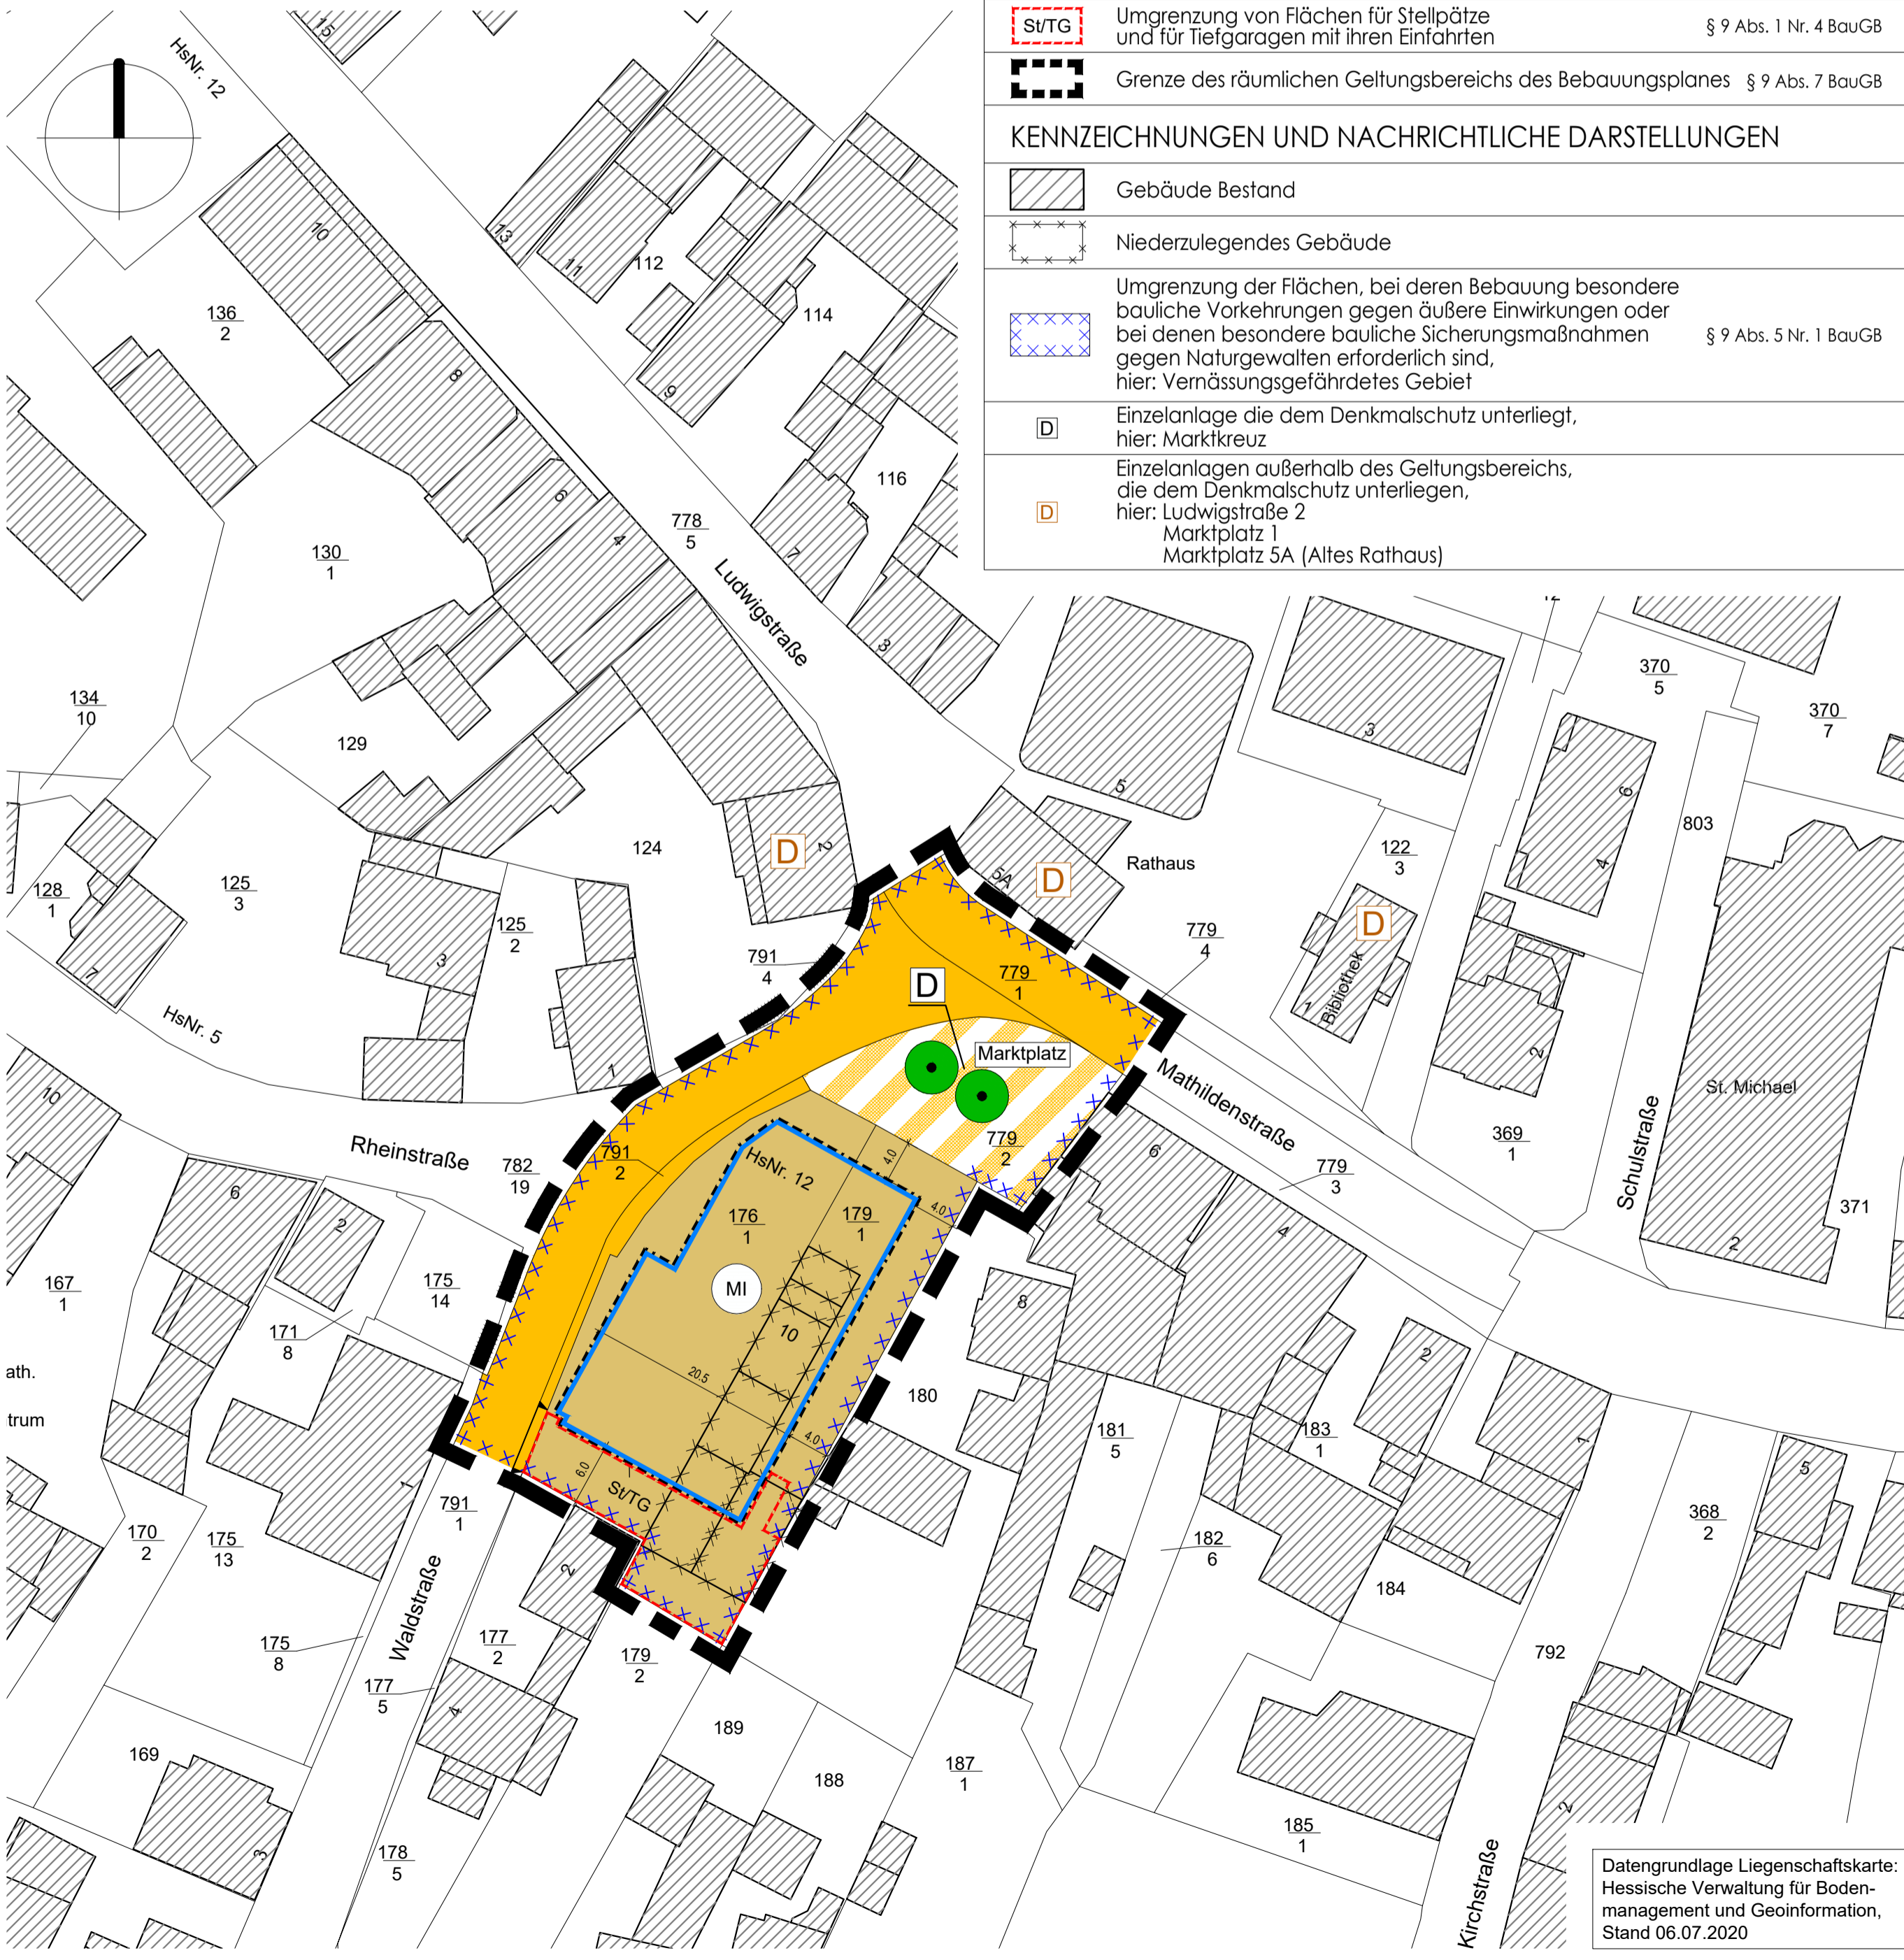 St/TG
Umgrenzung von Flächen für Stellpätze
und für Tiefgaragen mit ihren Einfahrten
§ 9 Abs. 1 Nr. 4 BauGB
Grenze des räumlichen Geltungsbereichs des Bebauungsplanes
§ 9 Abs. 7 BauGB
KENNZEICHNUNGEN UND NACHRICHTLICHE DARSTELLUNGEN
Gebäude Bestand
Niederzulegendes Gebäude
Umgrenzung der Flächen, bei deren Bebauung besondere
bauliche Vorkehrungen gegen äußere Einwirkungen oder
bei denen besondere bauliche Sicherungsmaßnahmen
gegen Naturgewalten erforderlich sind,
hier: Vernässungsgefährdetes Gebiet
§ 9 Abs. 5 Nr. 1 BauGB
D
Einzelanlage die dem Denkmalschutz unterliegt,
hier: Marktkreuz
D
Einzelanlagen außerhalb des Geltungsbereichs,
die dem Denkmalschutz unterliegen,
hier: Ludwigstraße 2
Marktplatz 1
Marktplatz 5A (Altes Rathaus)
15
HsNr. 12
10
13
11
112
114
136
2
8
9
116
6
4
778
5
7
130
1
Ludwigstraße
3
3
370
5
370
7
134
10
129
5
6
803
124
D
2
5A
D
Rathaus
122
3
4
128
1
125
3
125
2
3
7
791
4
D
779
1
779
4
D
Bibliothek
1
HsNr. 5
1
Marktplatz
Mathildenstraße
2
St. Michael
10
Rheinstraße
782
19
791
2
HsNr. 12
4.0
779
2
6
369
1
779
3
Schulstraße
371
2
6
2
176
1
179
1
4.0
4
167
1
175
14
MI
8
171
8
10
2
ath.
trum
20.5
180
181
5
183
1
1
1
4.0
6.0
St/TG
5
791
1
170
2
175
13
2
182
6
368
2
184
Waldstraße
175
8
177
2
179
2
792
177
5
4
189
169
188
187
1
2
3
178
5
185
1
Kirchstraße
Datengrundlage Liegenschaftskarte:
Hessische Verwaltung für Boden-
management und Geoinformation,
Stand 06.07.2020